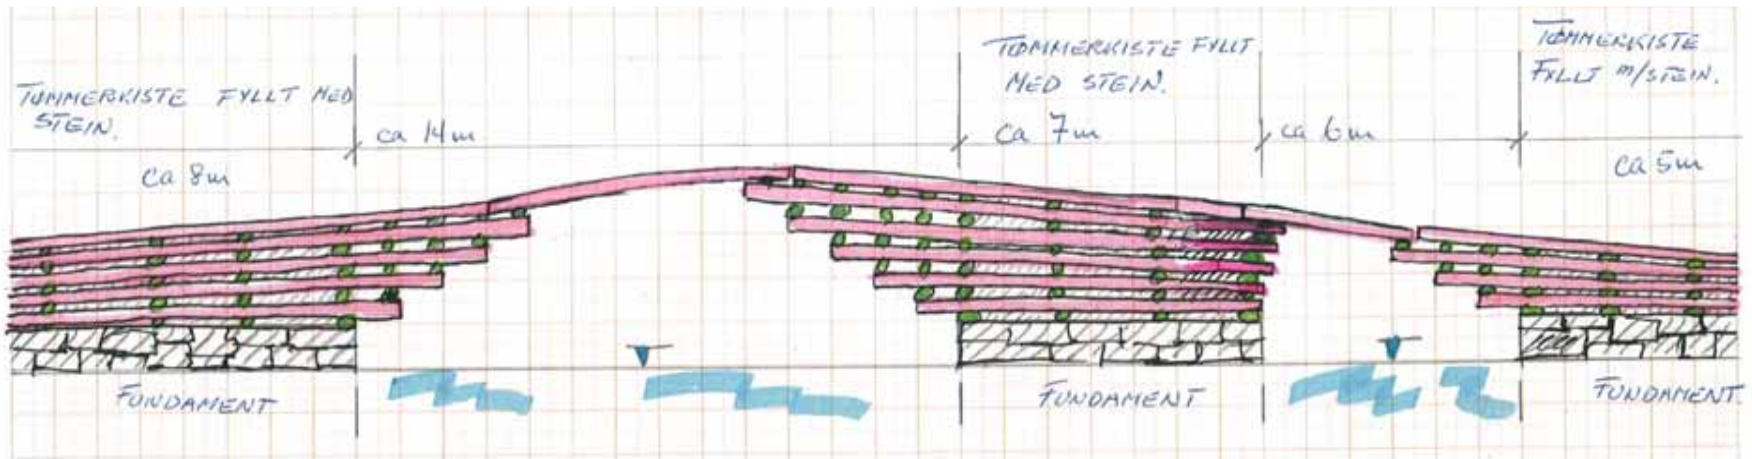 TØMMERKISTE FYLLT MED
STEIN.
ca 8m
ca 14m
TØMMERKISTE FYLLT
MED STEIN.
ca 7m
ca 6m
TØMMERKISTE
FYLLT m/STEIN.
ca 5m
FUNDAMENT
FUNDAMENT
FUNDAMENT.